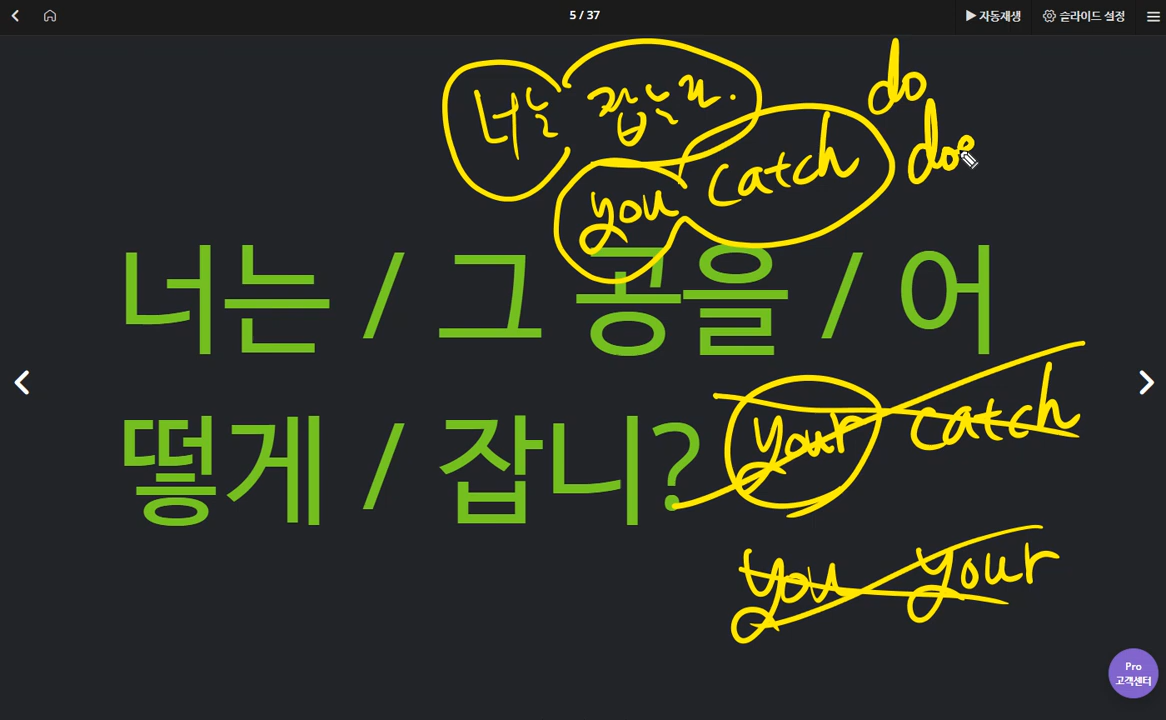 5 / 37
자동재생
슬라이드 설정
너는 잡는다.
do
doe
you catch
너는 / 그 공을 / 어
떻게 / 잡니?
your catch
you your
Pro
고객센터